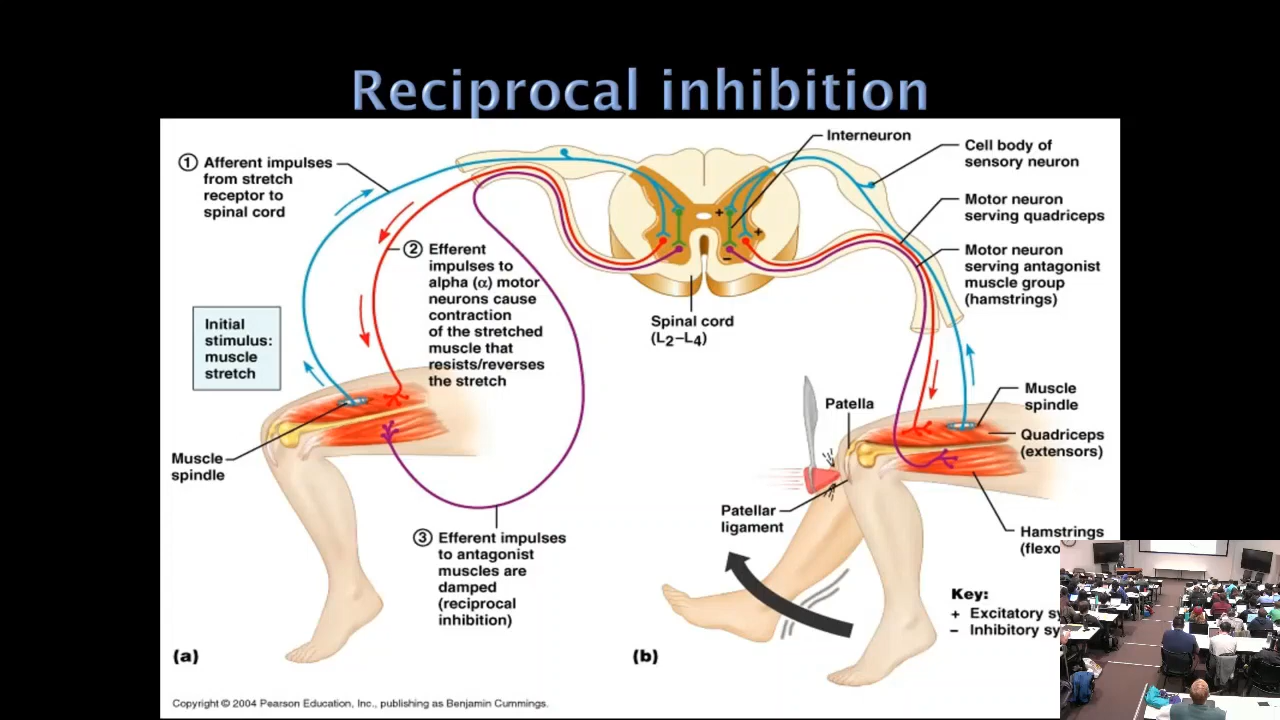 Reciprocal inhibition
① Afferent impulses
from stretch
receptor to
spinal cord
② Efferent
impulses to
alpha (α) motor
neurons cause
contraction
of the stretched
muscle that
resists/reverses
the stretch
Initial
stimulus:
muscle
stretch
Muscle
spindle
③ Efferent impulses
to antagonist
muscles are
damped
(reciprocal
inhibition)
(a)
Interneuron
Cell body of
sensory neuron
Motor neuron
serving quadriceps
Motor neuron
serving antagonist
muscle group
(hamstrings)
+
+
–
Spinal cord
(L2–L4)
Patella
Muscle
spindle
Quadriceps
(extensors)
Patellar
ligament
Hamstrings
(flexo
Key:
+ Excitatory sy
– Inhibitory sy
(b)
Copyright © 2004 Pearson Education, Inc., publishing as Benjamin Cummings.